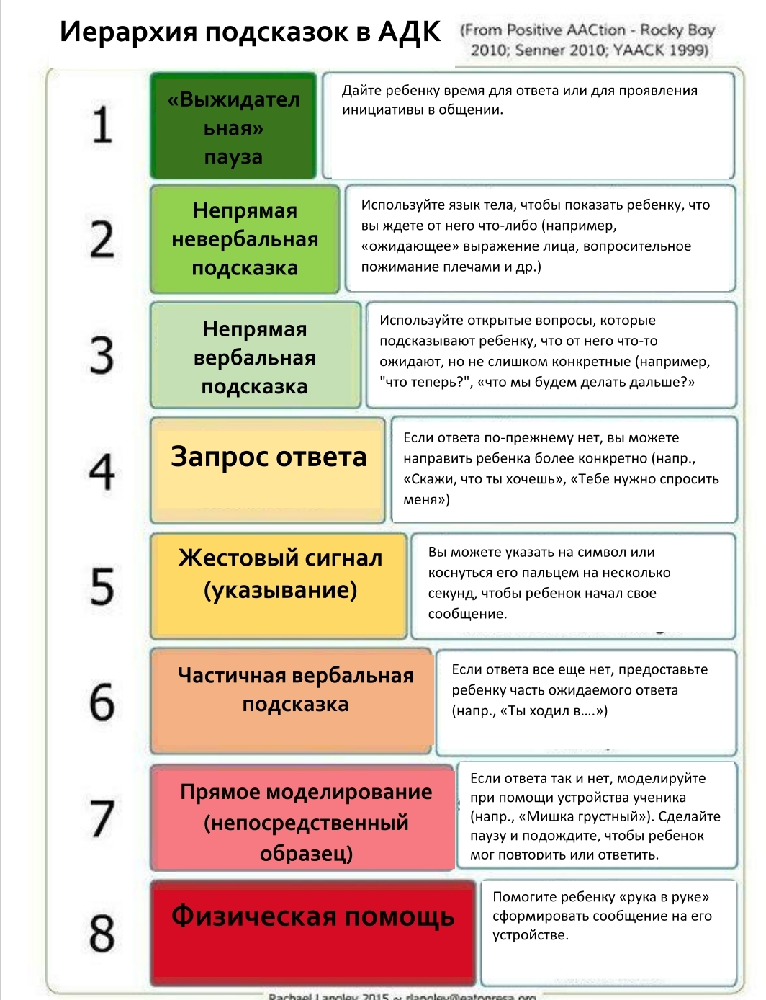 Иерархия подсказок в АДК
(From Positive AACtion - Rocky Bay
2010; Senner 2010; YAACK 1999)
1
«Выжидател
ьная»
пауза
Дайте ребенку время для ответа или для проявления
инициативы в общении.
2
Непрямая
невербальная
подсказка
Используйте язык тела, чтобы показать ребенку, что
вы ждете от него что-либо (например,
«ожидающее» выражение лица, вопросительное
пожимание плечами и др.)
3
Непрямая
вербальная
подсказка
Используйте открытые вопросы, которые
подсказывают ребенку, что от него что-то
ожидают, но не слишком конкретные (например,
"что теперь?", «что мы будем делать дальше?»
4
Запрос ответа
Если ответа по-прежнему нет, вы можете
направить ребенка более конкретно (напр.,
«Скажи, что ты хочешь», «Тебе нужно спросить
меня»)
5
Жестовый сигнал
(указывание)
Вы можете указать на символ или
коснуться его пальцем на несколько
секунд, чтобы ребенок начал свое
сообщение.
6
Частичная вербальная
подсказка
Если ответа все еще нет, предоставьте
ребенку часть ожидаемого ответа
(напр., «Ты ходил в....»)
7
Прямое моделирование
(непосредственный
образец)
Если ответа так и нет, моделируйте
при помощи устройства ученика
(напр., «Мишка грустный»). Сделайте
паузу и подождите, чтобы ребенок
мог повторить или ответить.
8
Физическая помощь
Помогите ребенку «рука в руке»
сформировать сообщение на его
устройстве.
Rachael Langley 2015 ~ rlangley@eatonresa.org